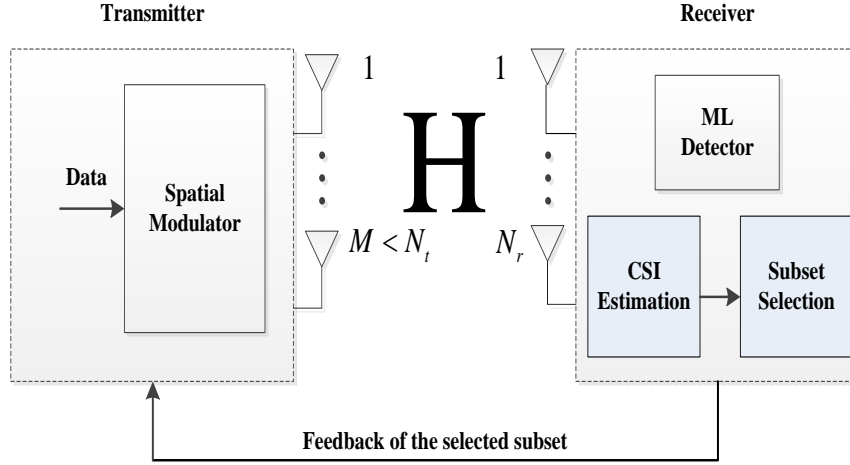 Transmitter
Receiver
1
1
H
ML
Detector
Data
Spatial
Modulator
M < N_t
N_r
CSI
Estimation
Subset
Selection
Feedback of the selected subset